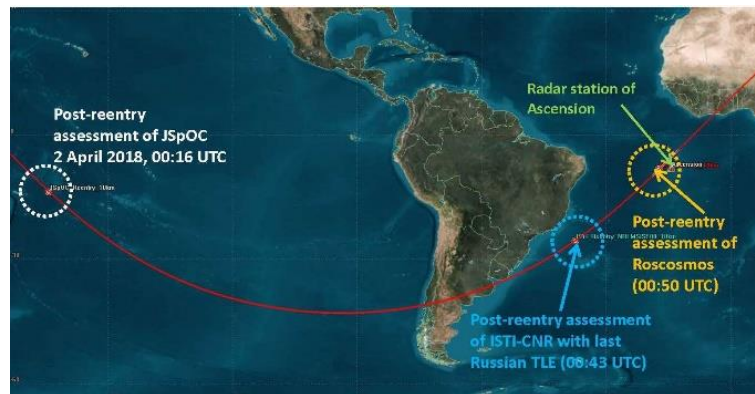 Post-reentry
assessment of JSpOC
2 April 2018, 00:16 UTC
Radar station of
Ascension
Ascension
Post-reentry
assessment of
Roscosmos
(00:50 UTC)
Post-reentry assessment
of ISTI-CNR with last
Russian TLE (00:43 UTC)